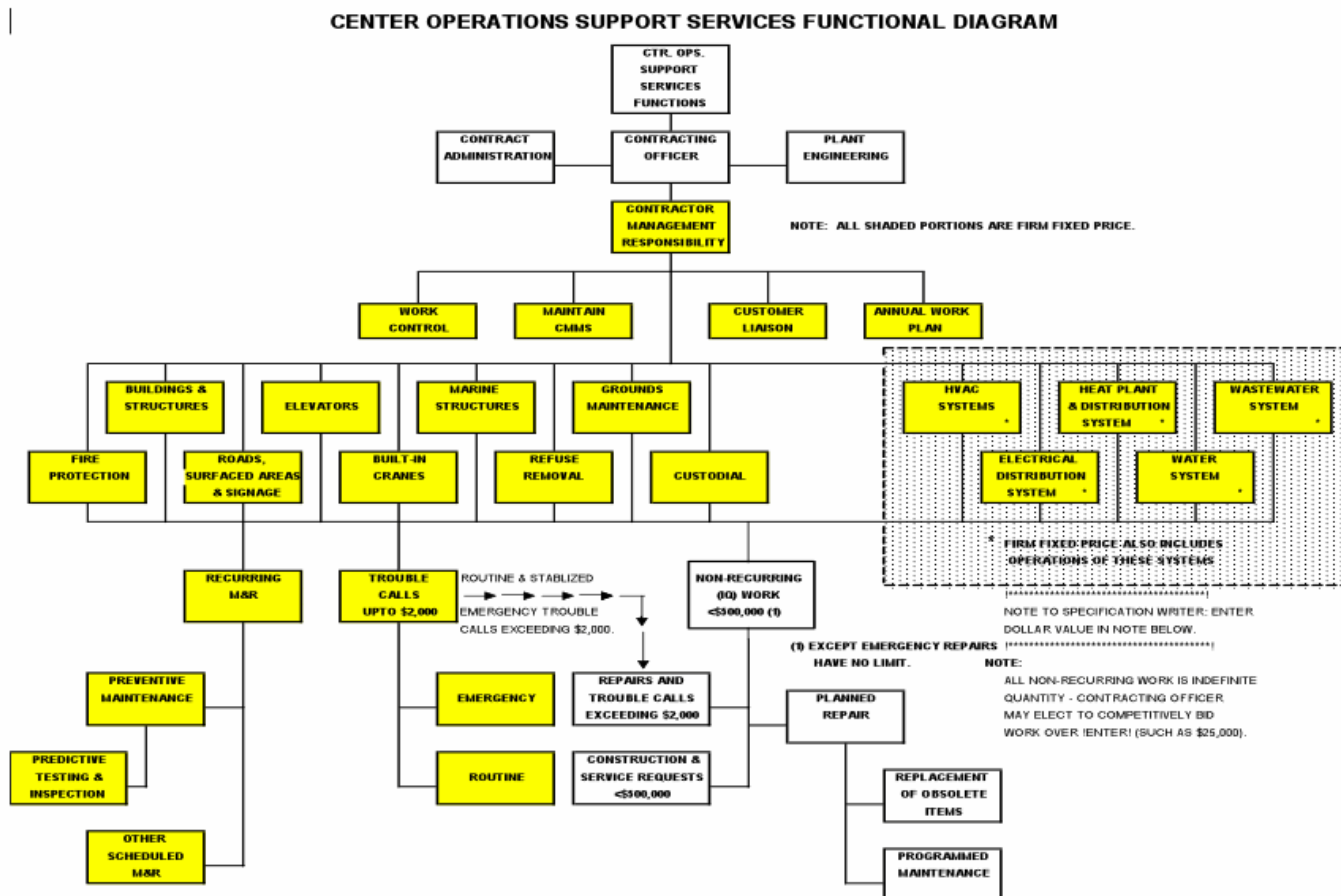 CENTER OPERATIONS SUPPORT SERVICES FUNCTIONAL DIAGRAM
CTR. OPS.
SUPPORT
SERVICES
FUNCTIONS
CONTRACT
ADMINISTRATION
CONTRACTING
OFFICER
PLANT
ENGINEERING
CONTRACTOR
MANAGEMENT
RESPONSIBILITY
NOTE: ALL SHADED PORTIONS ARE FIRM FIXED PRICE.
WORK
CONTROL
MAINTAIN
CMMS
CUSTOMER
LIAISON
ANNUAL WORK
PLAN
BUILDINGS &
STRUCTURES
ELEVATORS
MARINE
STRUCTURES
GROUNDS
MAINTENANCE
HVAC
SYSTEMS
*
HEAT PLANT
& DISTRIBUTION
SYSTEM *
WASTEWATER
SYSTEM
*
FIRE
PROTECTION
ROADS,
SURFACED AREAS
& SIGNAGE
BUILT-IN
CRANES
REFUSE
REMOVAL
CUSTODIAL
ELECTRICAL
DISTRIBUTION
SYSTEM *
WATER
SYSTEM
*
* FIRM FIXED PRICE ALSO INCLUDES
OPERATIONS OF THESE SYSTEMS
RECURRING
M&R
TROUBLE
CALLS
UPTO $2,000
ROUTINE & STABLIZED
EMERGENCY TROUBLE
CALLS EXCEEDING $2,000.
NON-RECURRING
(IQ) WORK
<$500,000 (1)
!***************************************!
NOTE TO SPECIFICATION WRITER: ENTER
DOLLAR VALUE IN NOTE BELOW.
!***************************************!
(1) EXCEPT EMERGENCY REPAIRS
HAVE NO LIMIT.
NOTE:
ALL NON-RECURRING WORK IS INDEFINITE
QUANTITY - CONTRACTING OFFICER
MAY ELECT TO COMPETITIVELY BID
WORK OVER !ENTER! (SUCH AS $25,000).
PREVENTIVE
MAINTENANCE
EMERGENCY
REPAIRS AND
TROUBLE CALLS
EXCEEDING $2,000
PLANNED
REPAIR
PREDICTIVE
TESTING &
INSPECTION
ROUTINE
CONSTRUCTION &
SERVICE REQUESTS
<$500,000
REPLACEMENT
OF OBSOLETE
ITEMS
OTHER
SCHEDULED
M&R
PROGRAMMED
MAINTENANCE